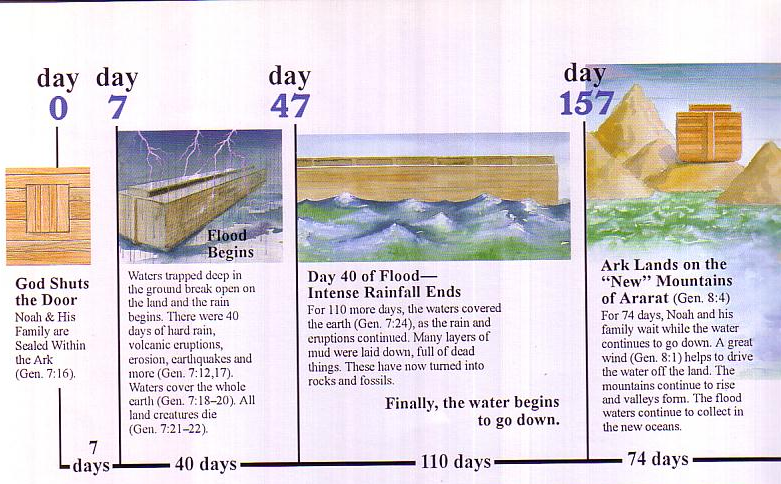 day
0
day
7
day
47
day
157
God Shuts
the Door
Noah & His
Family are
Sealed Within
the Ark
(Gen. 7:16).
Flood
Begins
Waters trapped deep in
the ground break open on
the land and the rain
begins. There were 40
days of hard rain,
volcanic eruptions,
erosion, earthquakes and
more (Gen. 7:12,17).
Waters cover the whole
earth (Gen. 7:18–20). All
land creatures die
(Gen. 7:21–22).
Day 40 of Flood—
Intense Rainfall Ends
For 110 more days, the waters covered
the earth (Gen. 7:24), as the rain and
eruptions continued. Many layers of
mud were laid down, full of dead
things. These have now turned into
rocks and fossils.
Finally, the water begins
to go down.
Ark Lands on the
“New” Mountains
of Ararat (Gen. 8:4)
For 74 days, Noah and his
family wait while the water
continues to go down. A great
wind (Gen. 8:1) helps to drive
the water off the land. The
mountains continue to rise
and valleys form. The flood
waters continue to collect in
the new oceans.
7
days
40 days
110 days
74 days